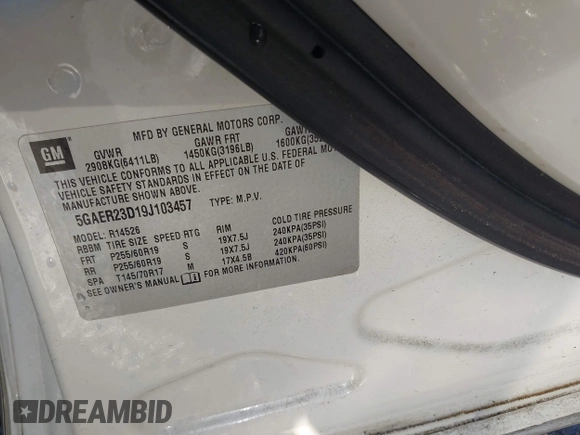 GM
MFD BY GENERAL MOTORS CORP.
GVWR GAWR FRT
2908KG(6411LB) 1450KG(3196LB) 1600KG
THIS VEHICLE CONFORMS TO ALL APPLICABLE U.S. FEDERAL
VEHICLE SAFETY STANDARDS IN EFFECT ON THE DATE OF
MANUFACTURE SHOWN ABOVE.
5GAER23D19J103457 TYPE: M.P.V.
MODEL: R14526
RBBM TIRE SIZE SPEED RTG RIM COLD TIRE PRESSURE
FRT P255/60R19 S 19X7.5J 240KPA(35PSI)
RR P255/60R19 S 19X7.5J 240KPA(35PSI)
SPA T145/70R17 M 17X4.5B 420KPA(60PSI)
SEE OWNER'S MANUAL FOR MORE INFORMATION.
DREAMBID